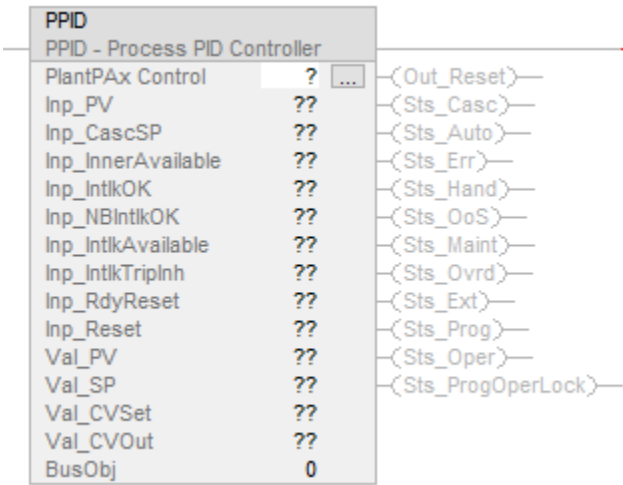 PPID
PPID - Process PID Controller
PlantPAx Control ? ... (Out_Reset)
Inp_PV ?? (Sts_Casc)
Inp_CascSP ?? (Sts_Auto)
Inp_InnerAvailable ?? (Sts_Err)
Inp_IntlkOK ?? (Sts_Hand)
Inp_NBIntlkOK ?? (Sts_OoS)
Inp_IntlkAvailable ?? (Sts_Maint)
Inp_IntlkTripInh ?? (Sts_Ovrd)
Inp_RdyReset ?? (Sts_Ext)
Inp_Reset ?? (Sts_Prog)
Val_PV ?? (Sts_Oper)
Val_SP ?? (Sts_ProgOperLock)
Val_CVSet ??
Val_CVOut ??
BusObj 0